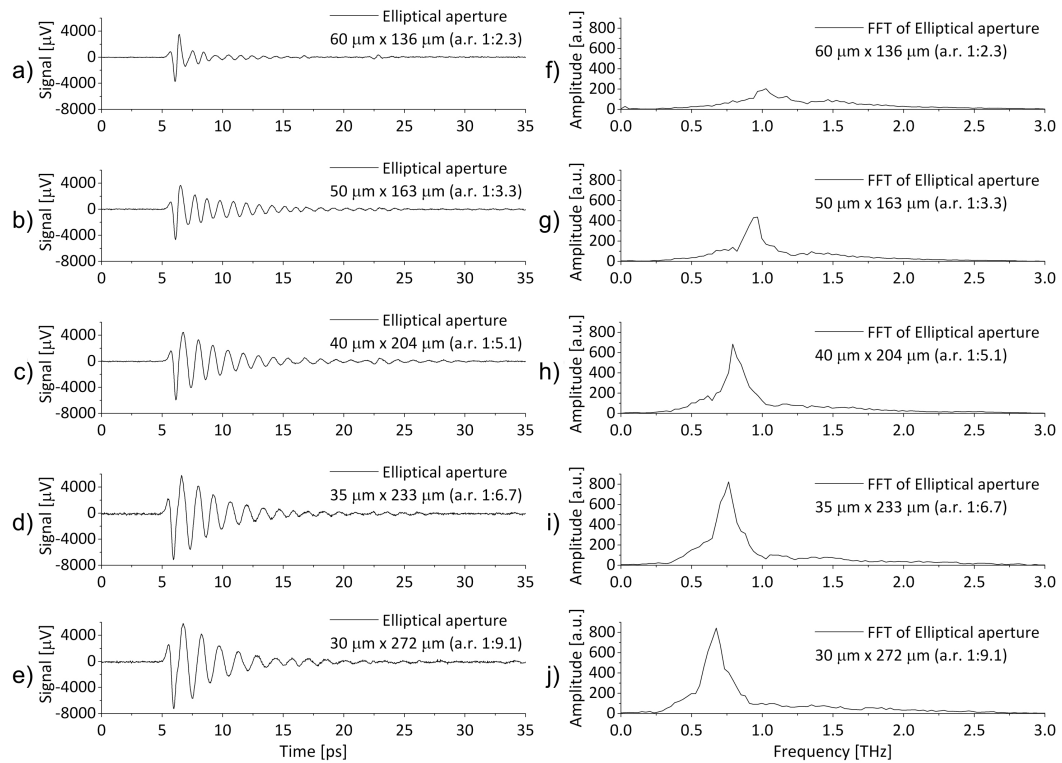 a)
Signal [μV]
4000
0
-4000
-8000
Elliptical aperture
60 μm x 136 μm (a.r. 1:2.3)
0 5 10 15 20 25 30 35
f)
Amplitude [a.u.]
800
600
400
200
0
FFT of Elliptical aperture
60 μm x 136 μm (a.r. 1:2.3)
0.0 0.5 1.0 1.5 2.0 2.5 3.0
b)
Signal [μV]
4000
0
-4000
-8000
Elliptical aperture
50 μm x 163 μm (a.r. 1:3.3)
0 5 10 15 20 25 30 35
g)
Amplitude [a.u.]
800
600
400
200
0
FFT of Elliptical aperture
50 μm x 163 μm (a.r. 1:3.3)
0.0 0.5 1.0 1.5 2.0 2.5 3.0
c)
Signal [μV]
4000
0
-4000
-8000
Elliptical aperture
40 μm x 204 μm (a.r. 1:5.1)
0 5 10 15 20 25 30 35
h)
Amplitude [a.u.]
800
600
400
200
0
FFT of Elliptical aperture
40 μm x 204 μm (a.r. 1:5.1)
0.0 0.5 1.0 1.5 2.0 2.5 3.0
d)
Signal [μV]
4000
0
-4000
-8000
Elliptical aperture
35 μm x 233 μm (a.r. 1:6.7)
0 5 10 15 20 25 30 35
i)
Amplitude [a.u.]
800
600
400
200
0
FFT of Elliptical aperture
35 μm x 233 μm (a.r. 1:6.7)
0.0 0.5 1.0 1.5 2.0 2.5 3.0
e)
Signal [μV]
4000
0
-4000
-8000
Elliptical aperture
30 μm x 272 μm (a.r. 1:9.1)
0 5 10 15 20 25 30 35
Time [ps]
j)
Amplitude [a.u.]
800
600
400
200
0
FFT of Elliptical aperture
30 μm x 272 μm (a.r. 1:9.1)
0.0 0.5 1.0 1.5 2.0 2.5 3.0
Frequency [THz]